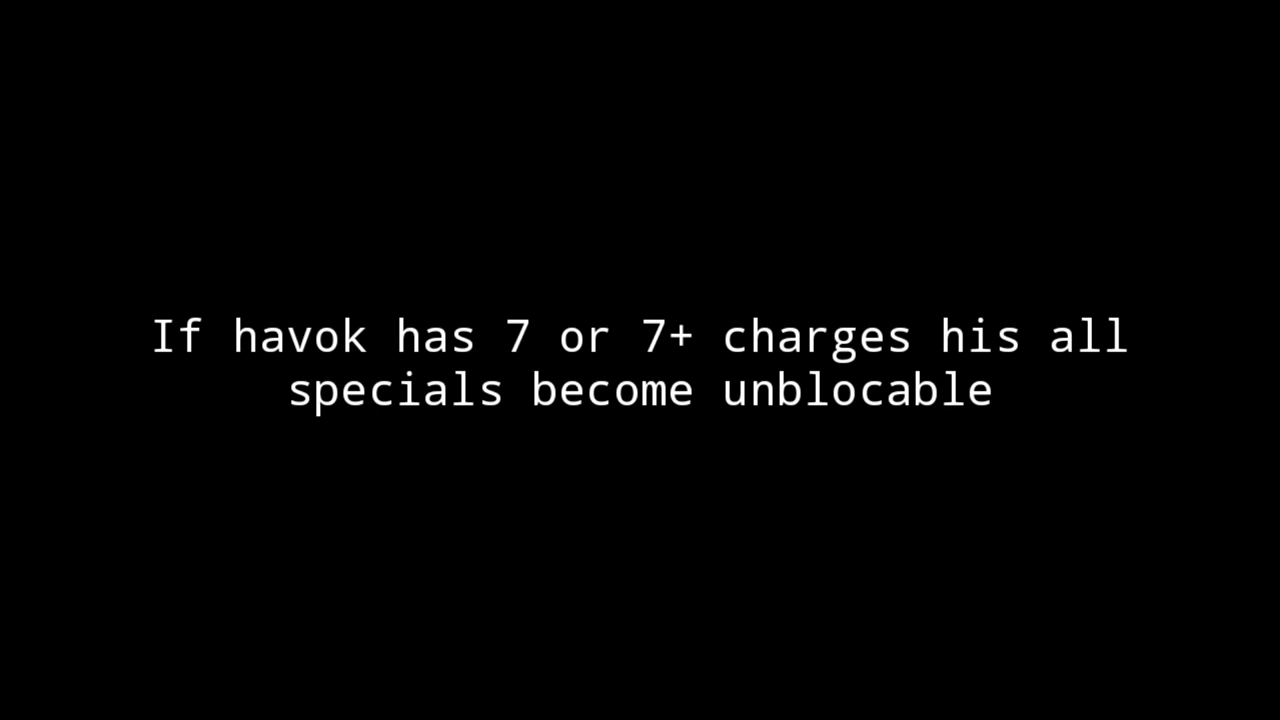 If havok has 7 or 7+ charges his all
specials become unblocable